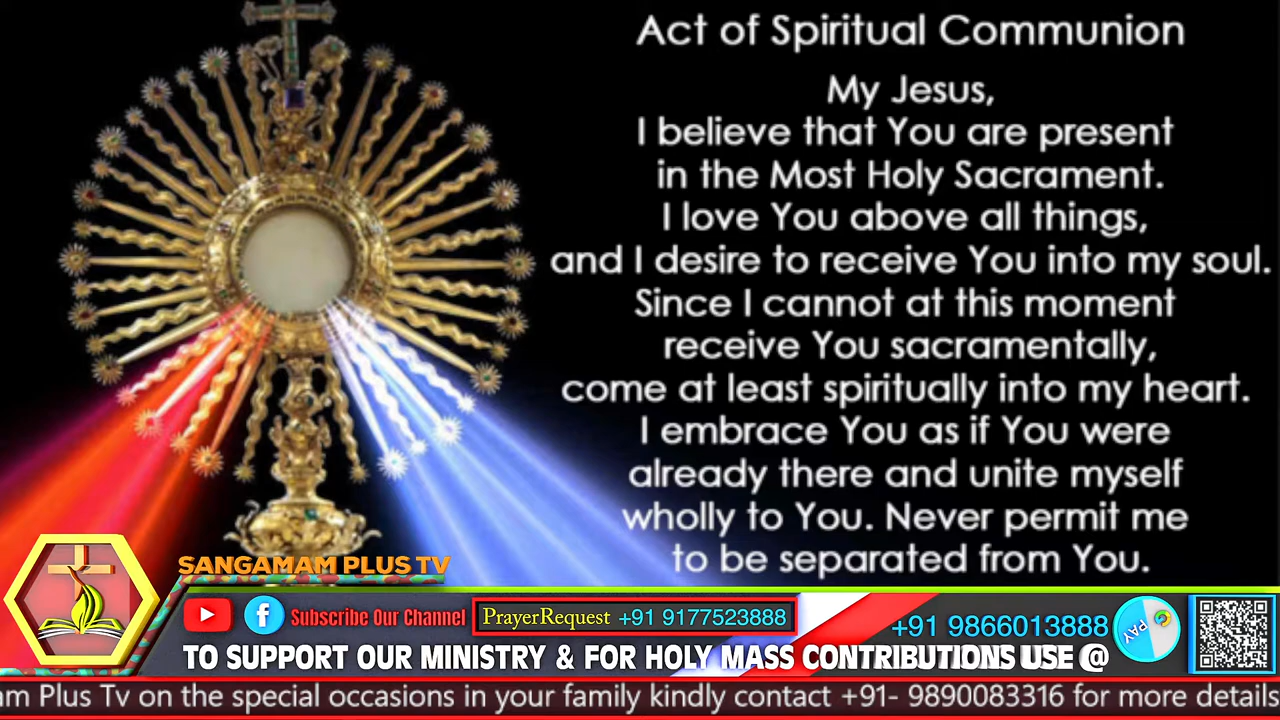 Act of Spiritual Communion
My Jesus,
I believe that You are present
in the Most Holy Sacrament.
I love You above all things,
and I desire to receive You into my soul.
Since I cannot at this moment
receive You sacramentally,
come at least spiritually into my heart.
I embrace You as if You were
already there and unite myself
wholly to You. Never permit me
to be separated from You.
SANGAMAM PLUS TV
Subscribe Our Channel
PrayerRequest +91 9177523888
+91 9866013888
G PAY
TO SUPPORT OUR MINISTRY & FOR HOLY MASS CONTRIBUTIONS USE @
am Plus Tv on the special occasions in your family kindly contact +91- 9890083316 for more details